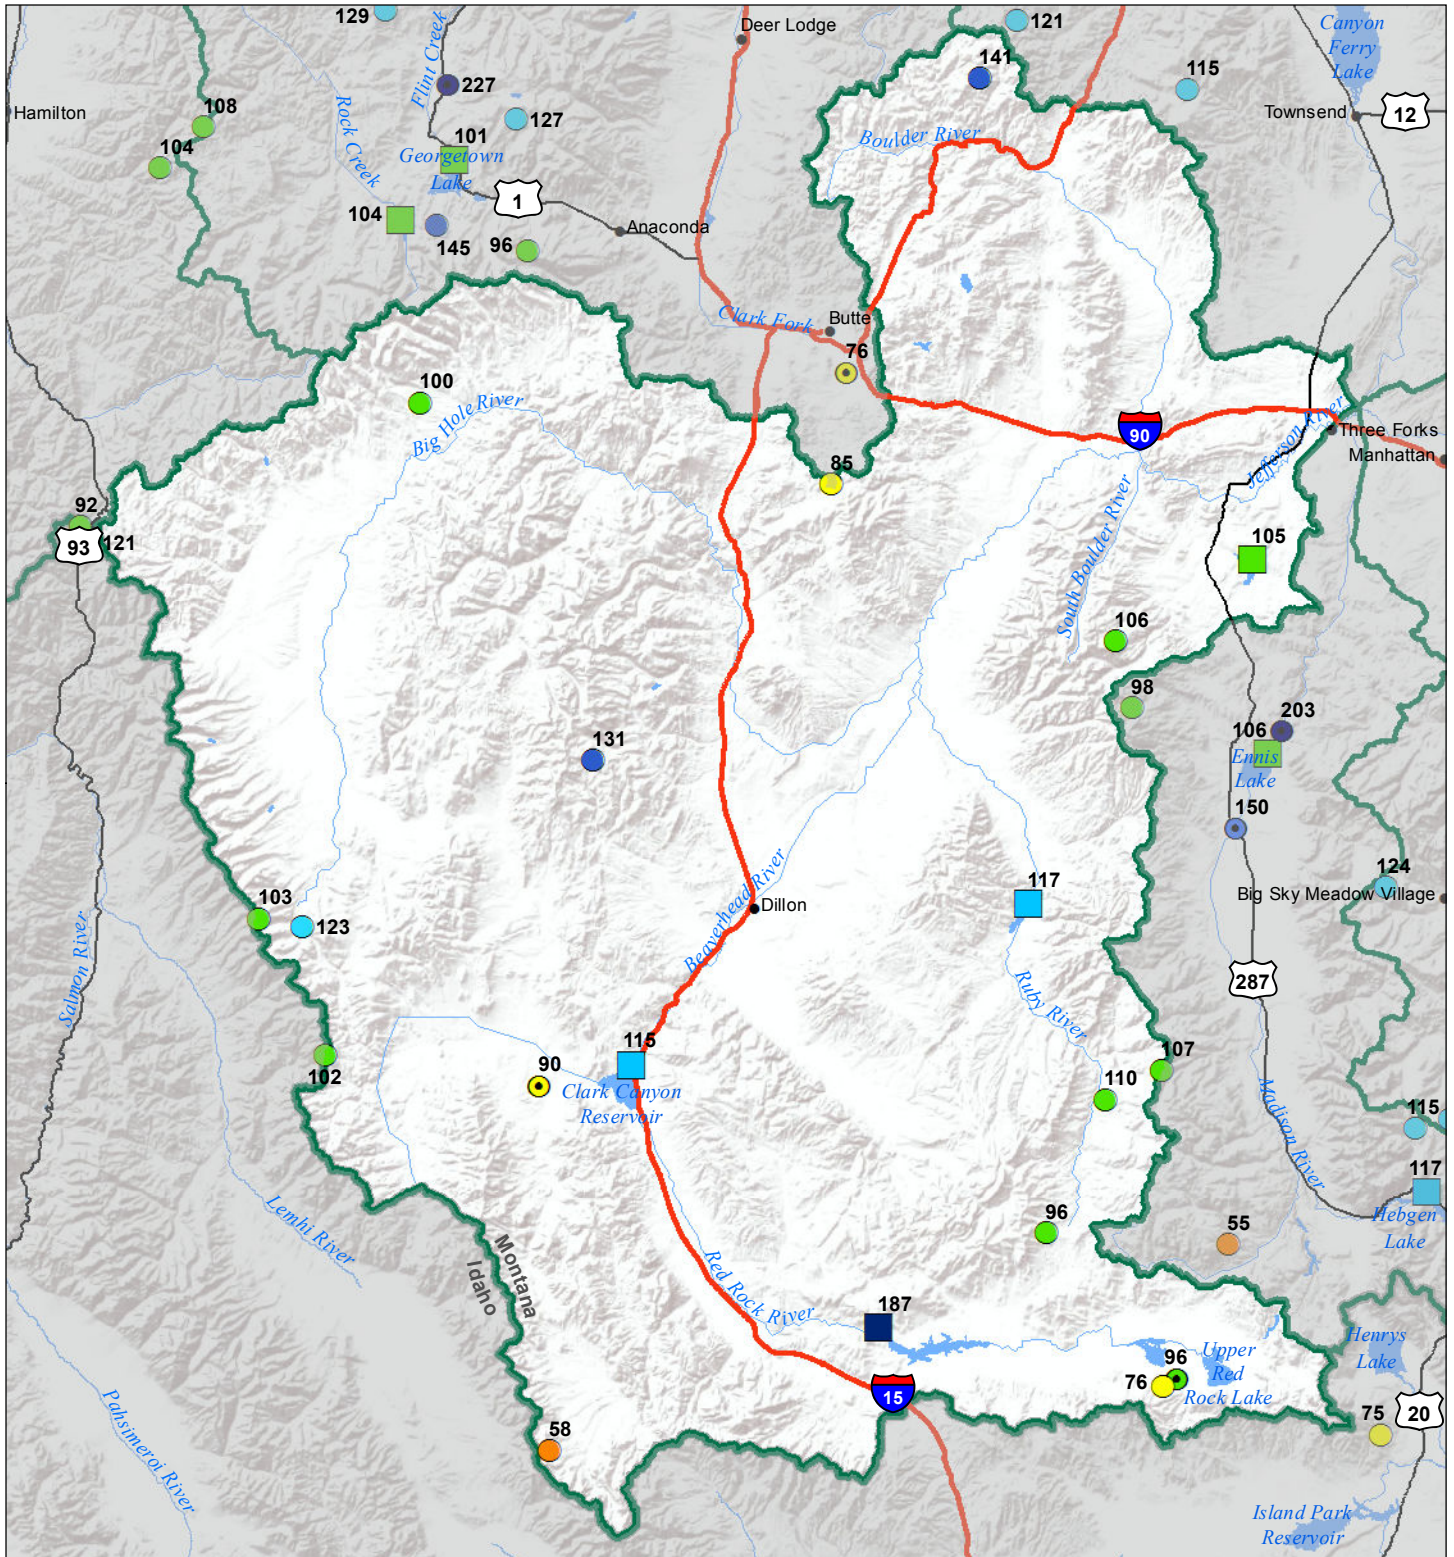 129
Flint Creek
Deer Lodge
121
Canyon
Ferry
Lake
141
227
115
Hamilton
108
Rock Creek
127
Townsend
12
101
Boulder River
104
Georgetown
Lake
1
104
145
96
Anaconda
Clark Fork
Butte
76
100
Big Hole River
90
Jefferson River
Three Forks
Manhattan
85
92
93
121
South Boulder River
105
106
98
203
106
Ennis
Lake
131
150
124
Big Sky Meadow Village
103
123
Beaverhead River
Dillon
117
Salmon River
287
Ruby River
115
102
90
Clark Canyon
Reservoir
107
110
Madison River
115
117
Hebgen
Lake
Lemhi River
96
55
Montana
Idaho
Red Rock River
187
Henrys
Lake
Upper
Red
Rock Lake
96
76
15
20
75
Pahsimeroi River
58
Island Park
Reservoir